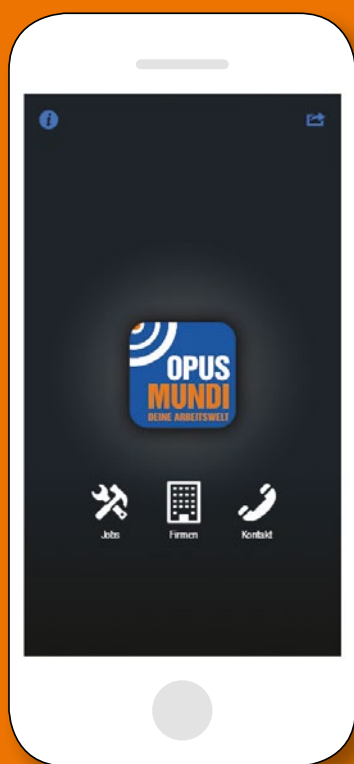 OPUS
MUNDI
DEINE ARBEITSWELT
Jobs
Firmen
Kontakt